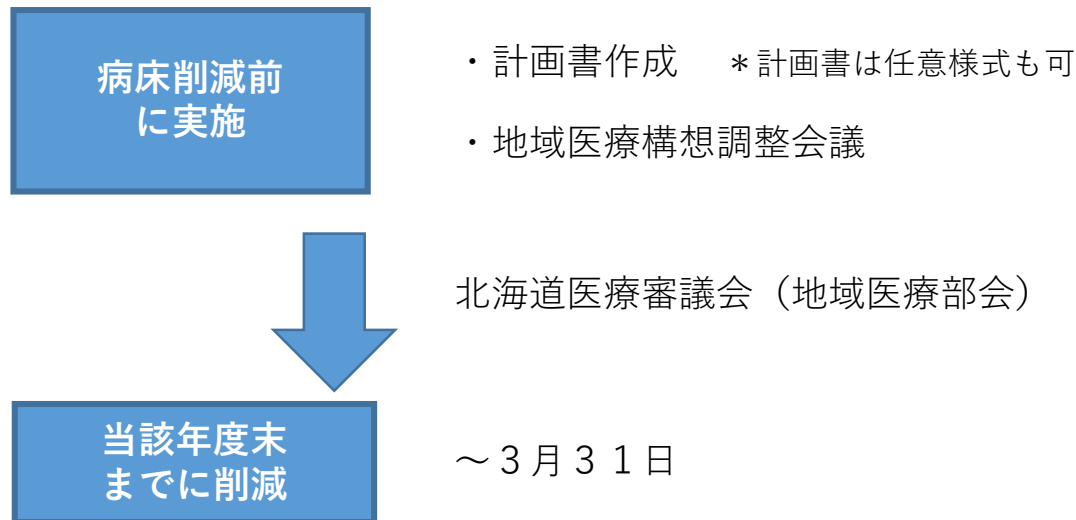 病床削減前
に実施
・計画書作成　＊計画書は任意様式も可
・地域医療構想調整会議
北海道医療審議会（地域医療部会）
当該年度末
までに削減
～３月３１日